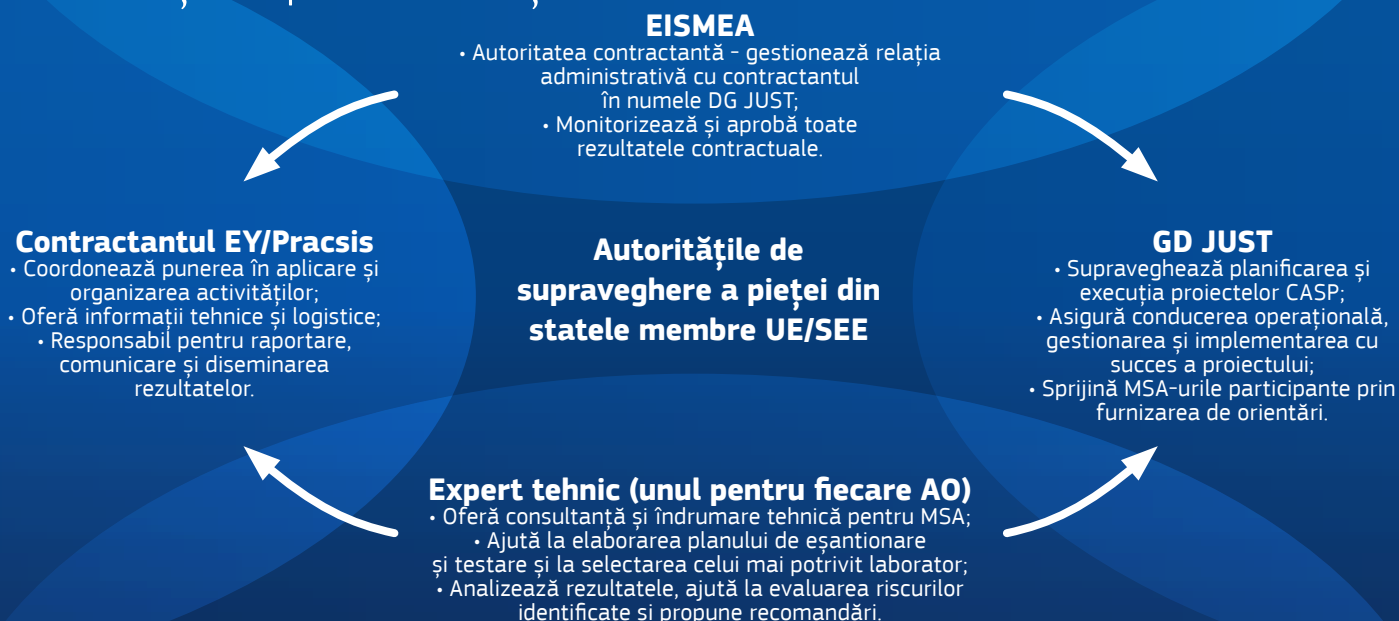 EISMEA
• Autoritatea contractantă - gestionează relația
administrativă cu contractantul
în numele DG JUST;
• Monitorizează și aprobă toate
rezultatele contractuale.
Contractantul EY/Pracsis
• Coordonează punerea în aplicare și
organizarea activităților;
• Oferă informații tehnice și logistice;
• Responsabil pentru raportare,
comunicare și diseminarea
rezultatelor.
Autoritățile de
supraveghere a pieței din
statele membre UE/SEE
GD JUST
• Supraveghează planificarea și
execuția proiectelor CASP;
• Asigură conducerea operațională,
gestionarea și implementarea cu
succes a proiectului;
• Sprijină MSA-urile participante prin
furnizarea de orientări.
Expert tehnic (unul pentru fiecare AO)
• Oferă consultanță și îndrumare tehnică pentru MSA;
• Ajută la elaborarea planului de eșantionare
și testare și la selectarea celui mai potrivit laborator;
• Analizează rezultatele, ajută la evaluarea riscurilor
identificate și propune recomandări.